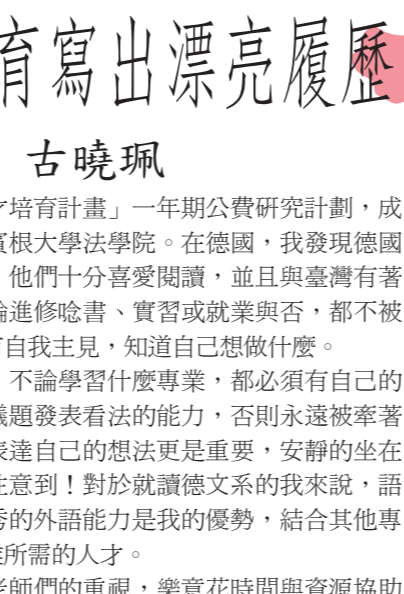 育寫出漂亮履歷
古曉珮
才培育計畫」一年期公費研究計劃,成
賓根大學法學院。在德國,我發現德國
他們十分喜愛閱讀,並且與臺灣有著
論進修唸書、實習或就業與否,都不被
有自我主見,知道自己想做什麼。
不論學習什麼專業,都必須有自己的
議題發表看法的能力,否則永遠被牽著
表達自己的想法更是重要,安靜的坐在
注意到!對於就讀德文系的我來說,語
秀的外語能力是我的優勢,結合其他專
業所需的人才。
老師們的重視,樂意花時間與資源協助